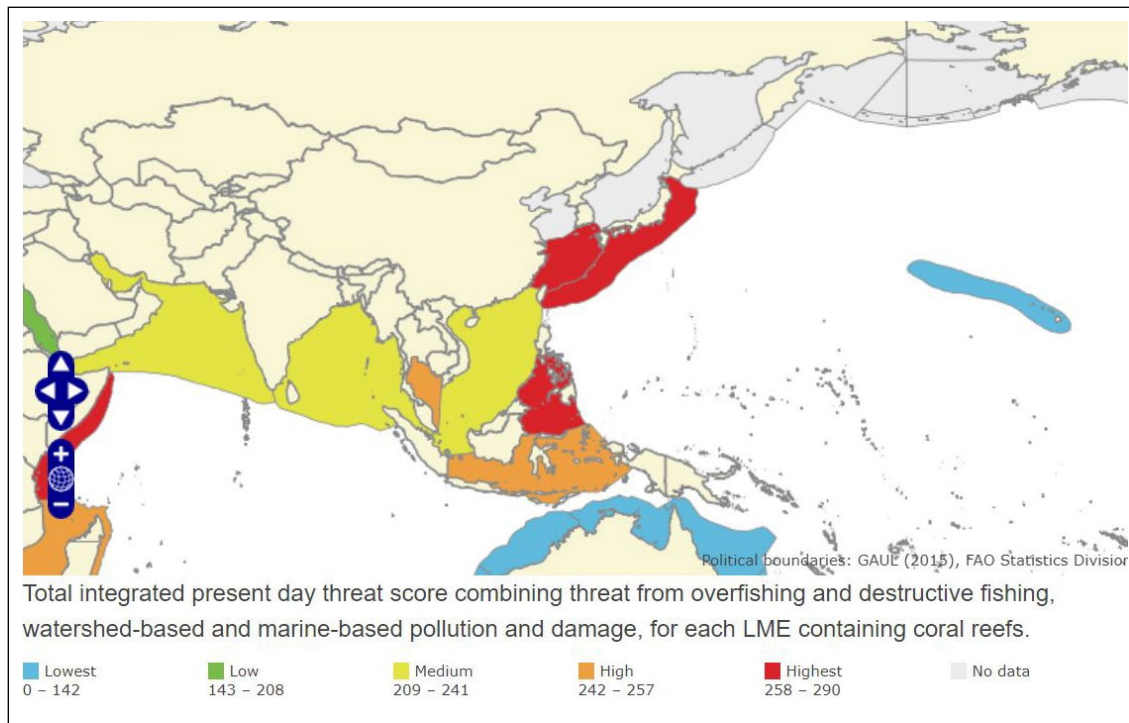 Political boundaries: GAUL (2015), FAO Statistics Division
Total integrated present day threat score combining threat from overfishing and destructive fishing,
watershed-based and marine-based pollution and damage, for each LME containing coral reefs.
Lowest Low Medium High Highest No data
0 – 142 143 – 208 209 – 241 242 – 257 258 – 290